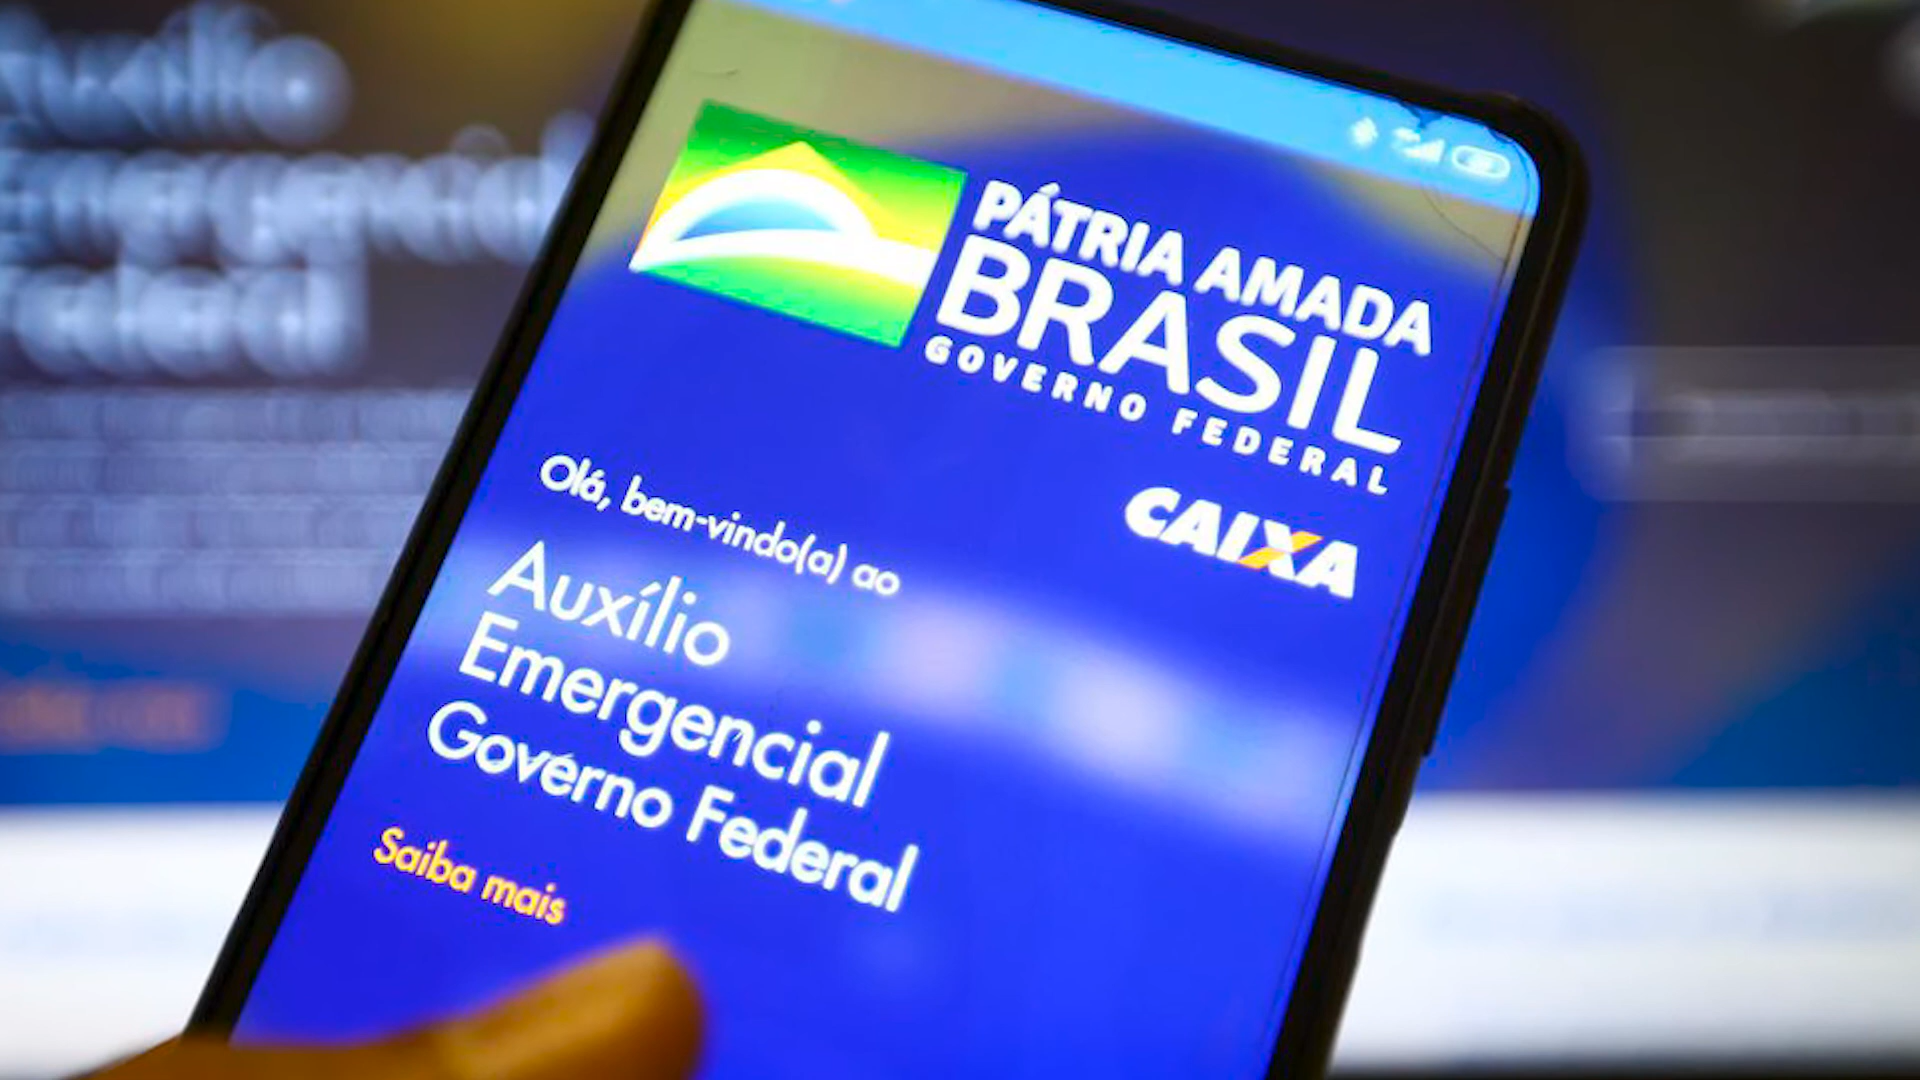 PÁTRIA AMADA
BRASIL
GOVERNO FEDERAL
CAIXA
Olá, bem-vindo(a) ao
Auxílio
Emergencial
Governo Federal
Saiba mais